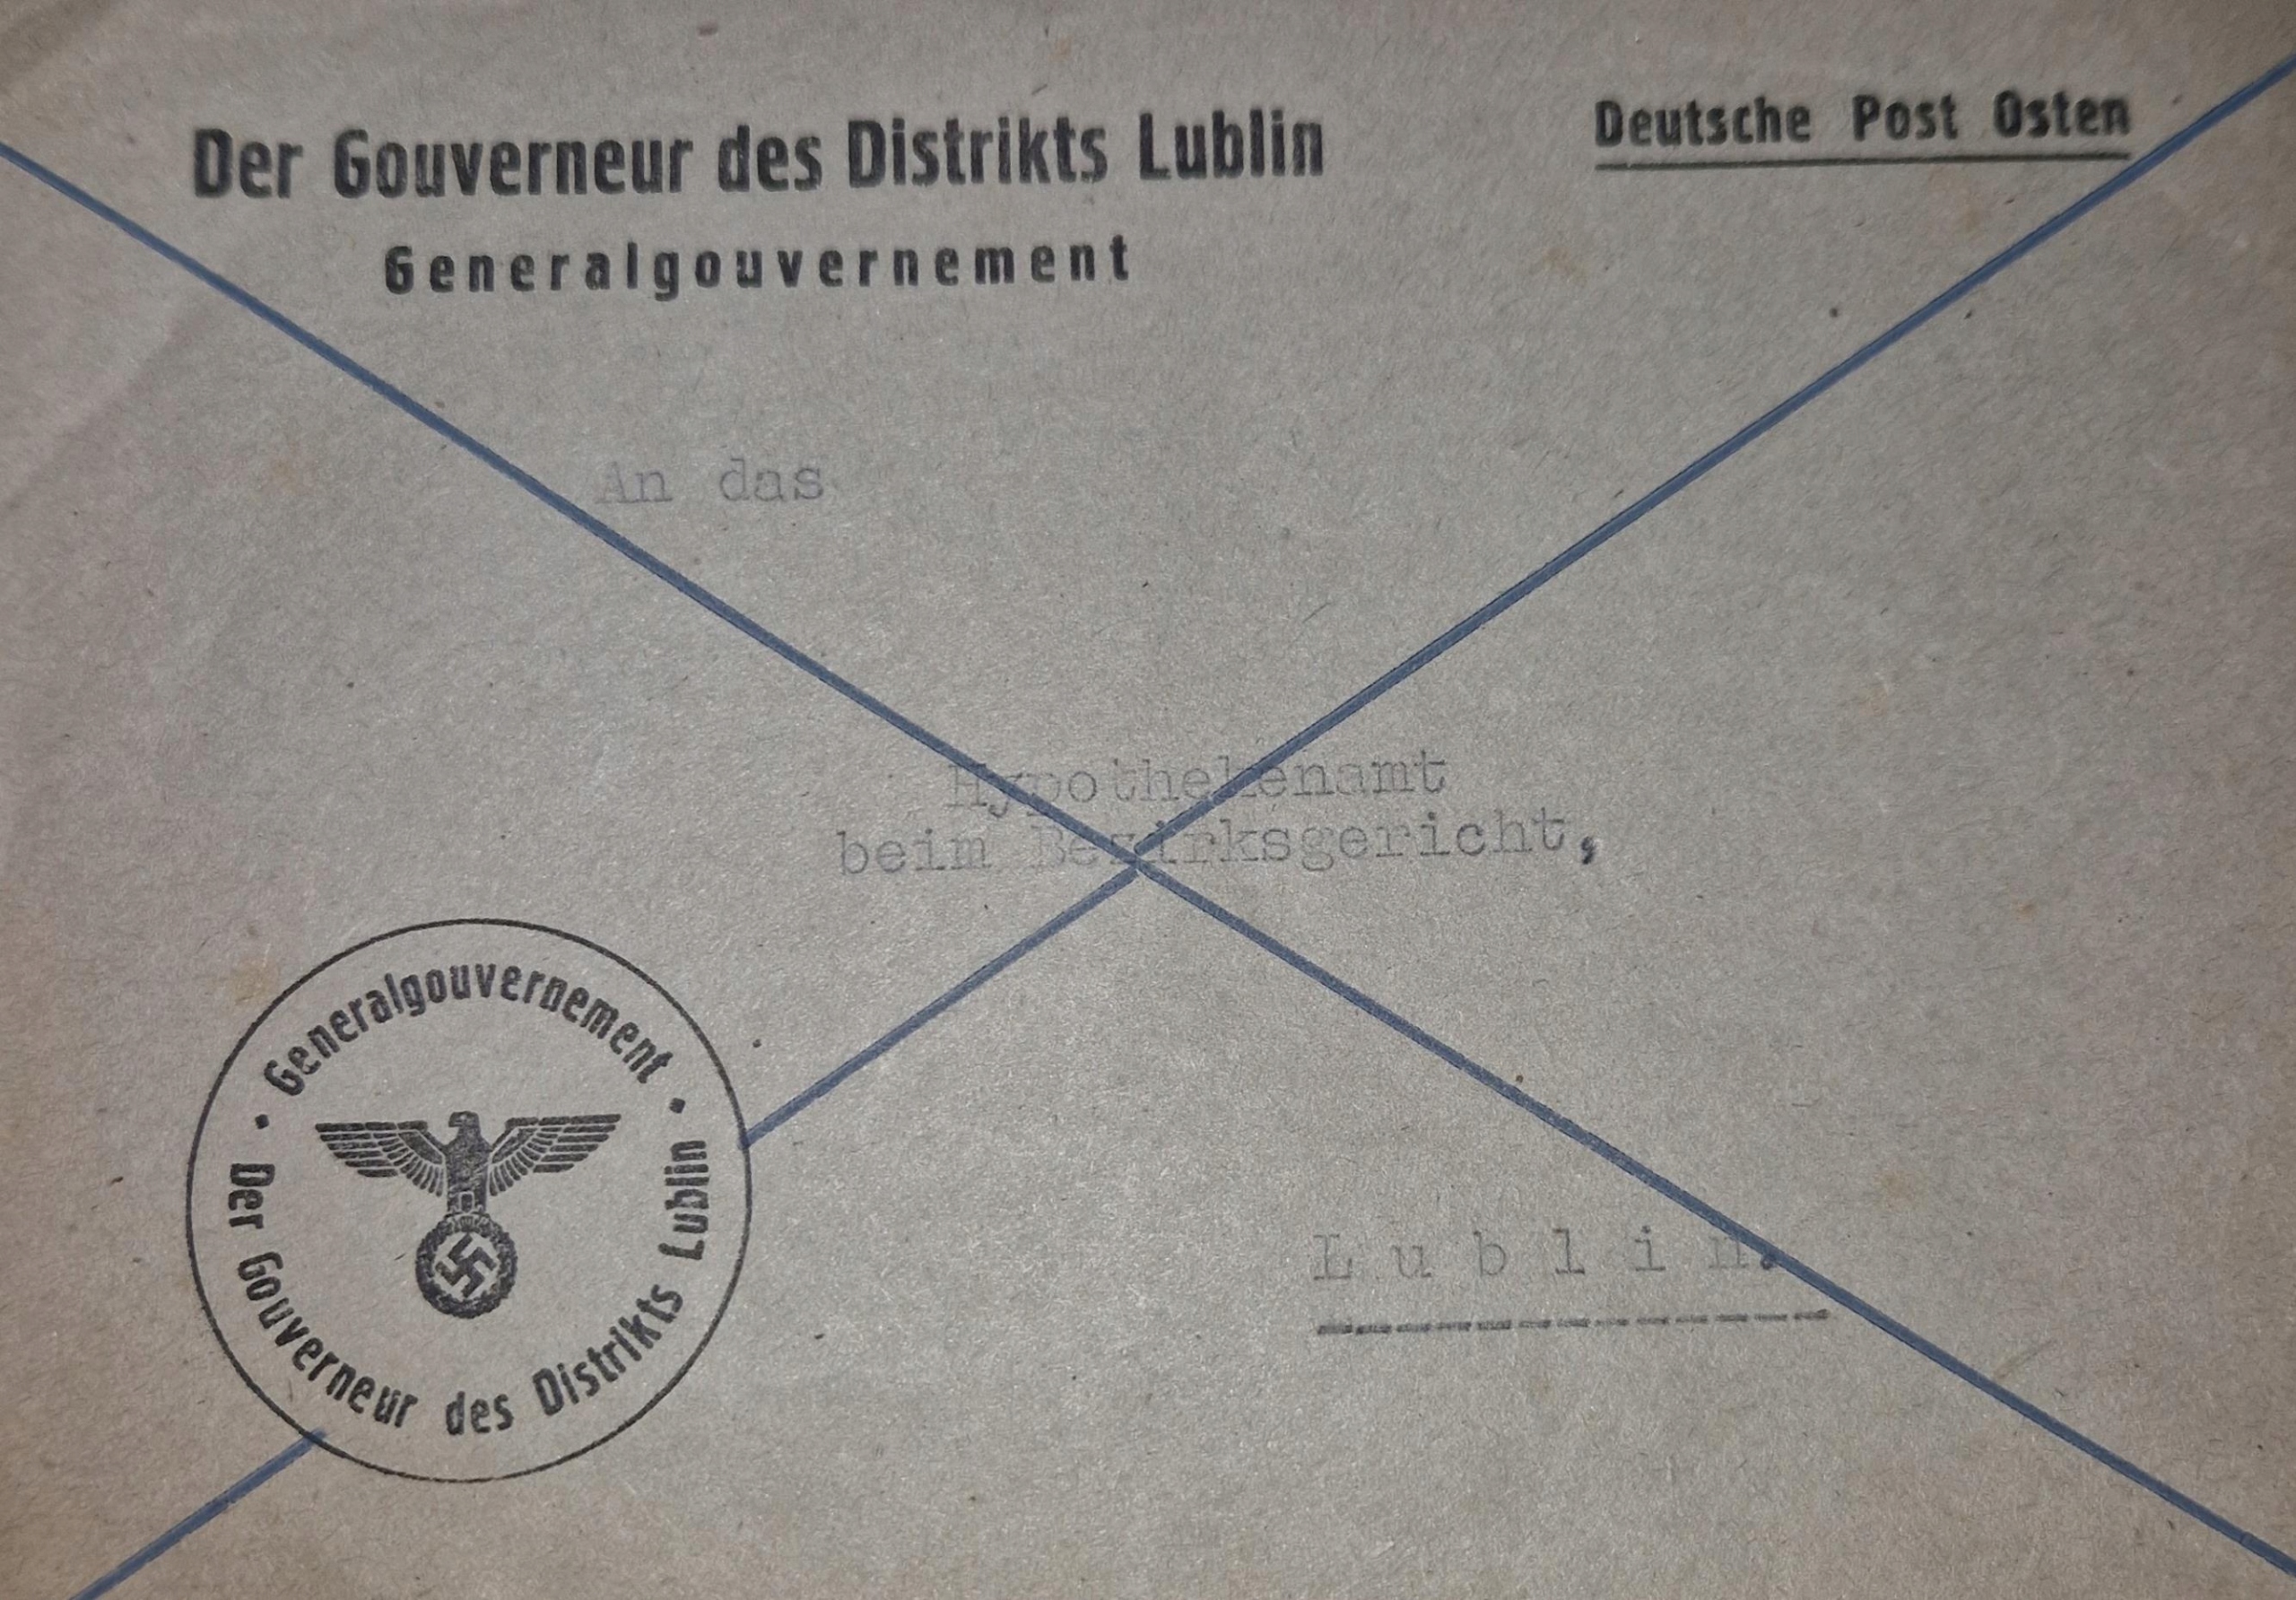 Der Gouverneur des Distrikts Lublin
Generalgouvernement
Deutsche Post Osten
An das
Hypothekenamt
beim Bezirksgericht,
Lublin.
• Generalgouvernement •
Der Gouverneur des Distrikts Lublin